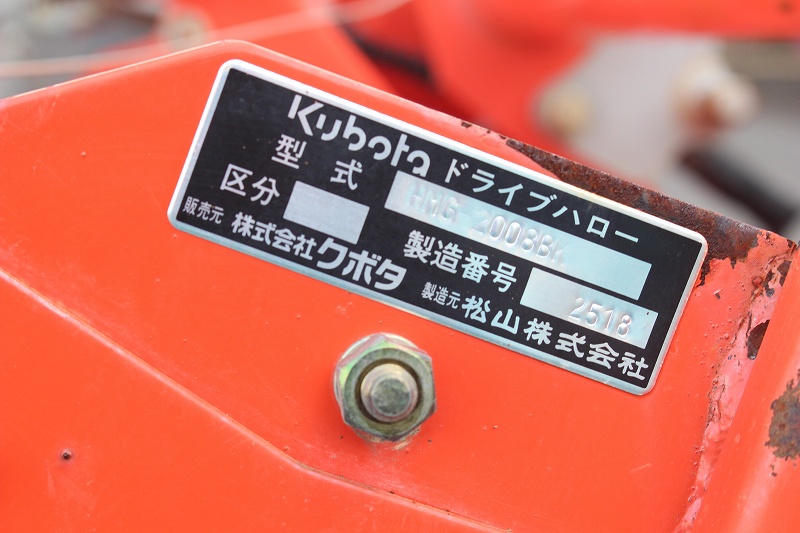 Kubota ドライブハロー
型式 HMG 2008BK
区分 製造番号 2518
販売元 株式会社クボタ 製造元 松山株式会社